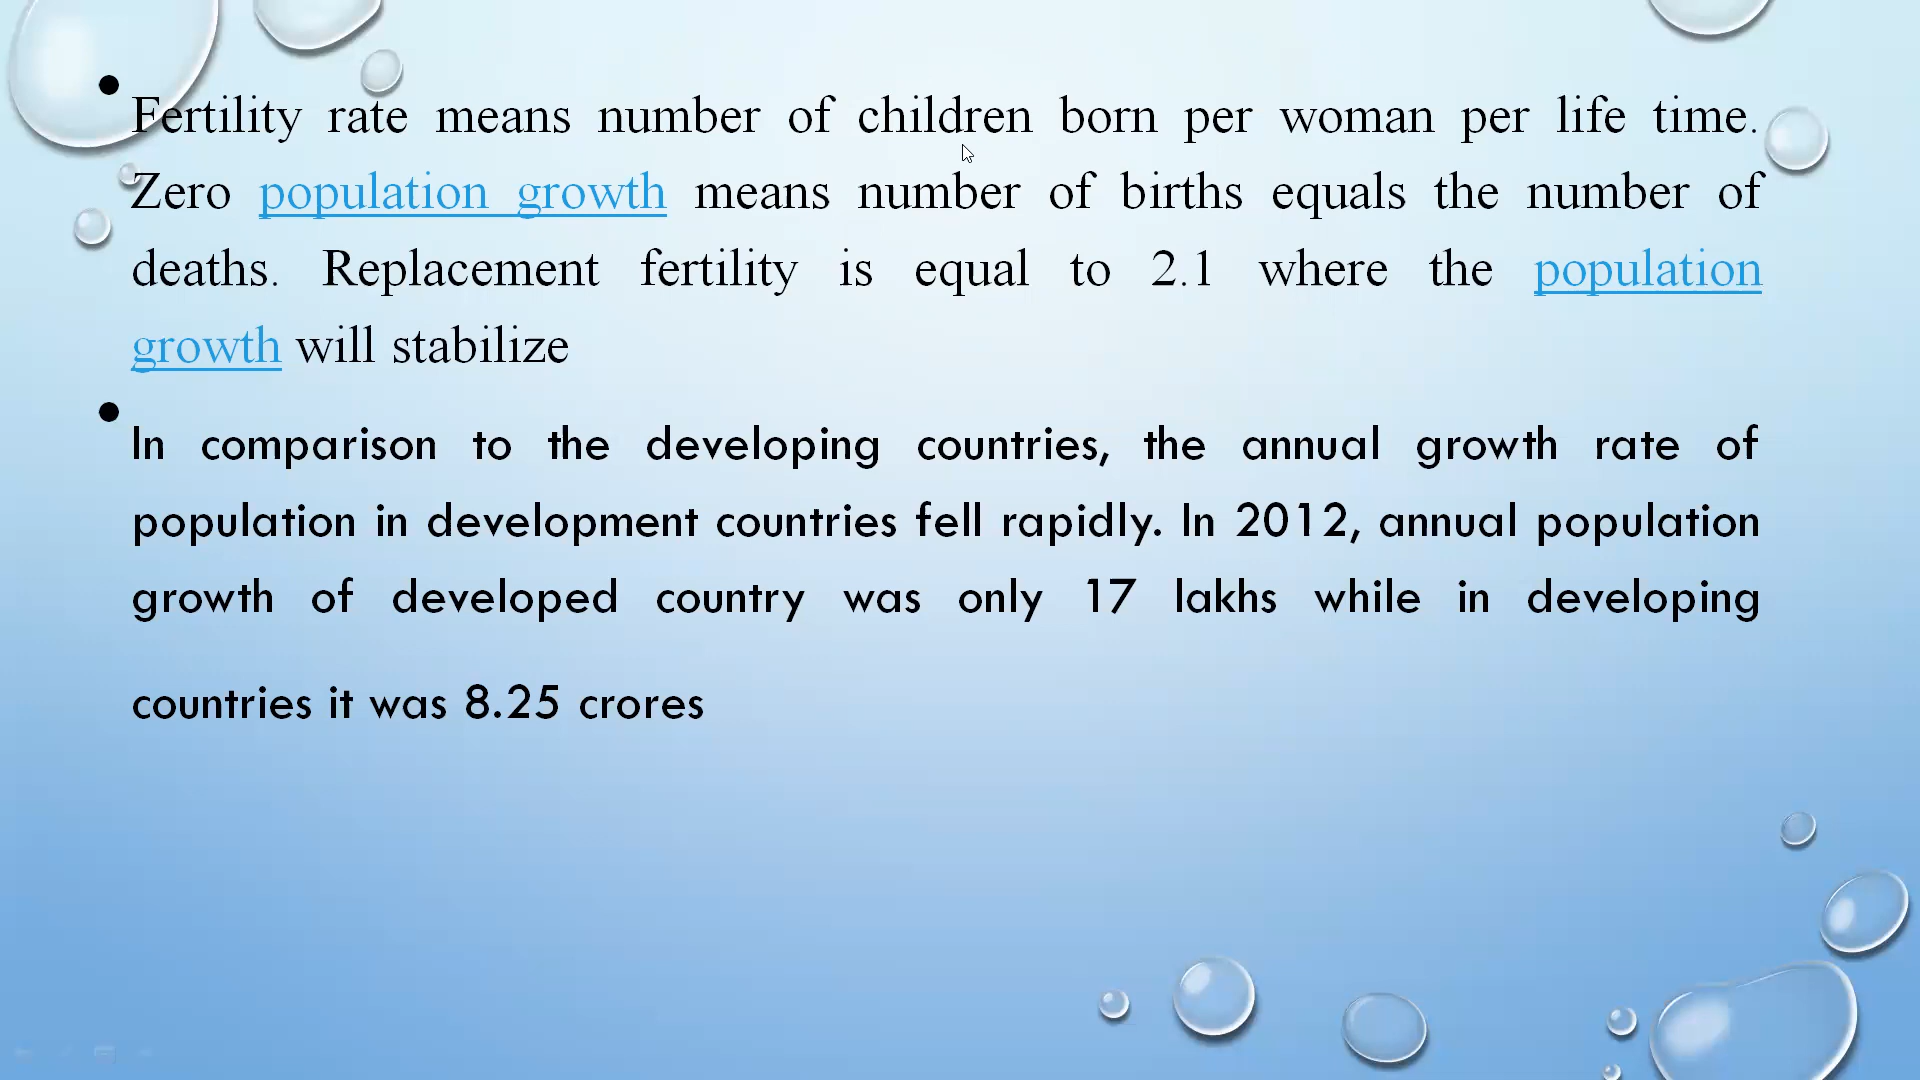 • Fertility rate means number of children born per woman per life time.
Zero population growth means number of births equals the number of
deaths. Replacement fertility is equal to 2.1 where the population
growth will stabilize
• In comparison to the developing countries, the annual growth rate of
population in development countries fell rapidly. In 2012, annual population
growth of developed country was only 17 lakhs while in developing
countries it was 8.25 crores